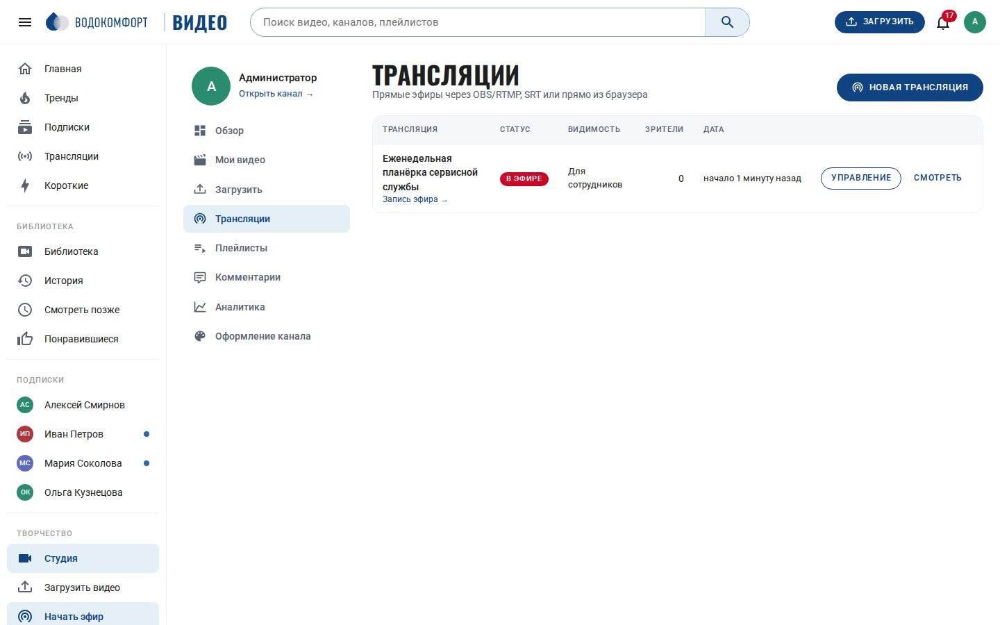 ВОДОКОМФОРТ
ВИДЕО
Поиск видео, каналов, плейлистов
ЗАГРУЗИТЬ
17
А
Главная
Тренды
Подписки
Трансляции
Короткие
БИБЛИОТЕКА
Библиотека
История
Смотреть позже
Понравившиеся
ПОДПИСКИ
АС Алексей Смирнов
ИП Иван Петров
МС Мария Соколова
ОК Ольга Кузнецова
ТВОРЧЕСТВО
Студия
Загрузить видео
Начать эфир
А
Администратор
Открыть канал →
Обзор
Мои видео
Загрузить
Трансляции
Плейлисты
Комментарии
Аналитика
Оформление канала
ТРАНСЛЯЦИИ
Прямые эфиры через OBS/RTMP, SRT или прямо из браузера
НОВАЯ ТРАНСЛЯЦИЯ
ТРАНСЛЯЦИЯ СТАТУС ВИДИМОСТЬ ЗРИТЕЛИ ДАТА
Еженедельная
планёрка сервисной
службы
Запись эфира →
В ЭФИРЕ
Для
сотрудников
0
начало 1 минуту назад
УПРАВЛЕНИЕ
СМОТРЕТЬ